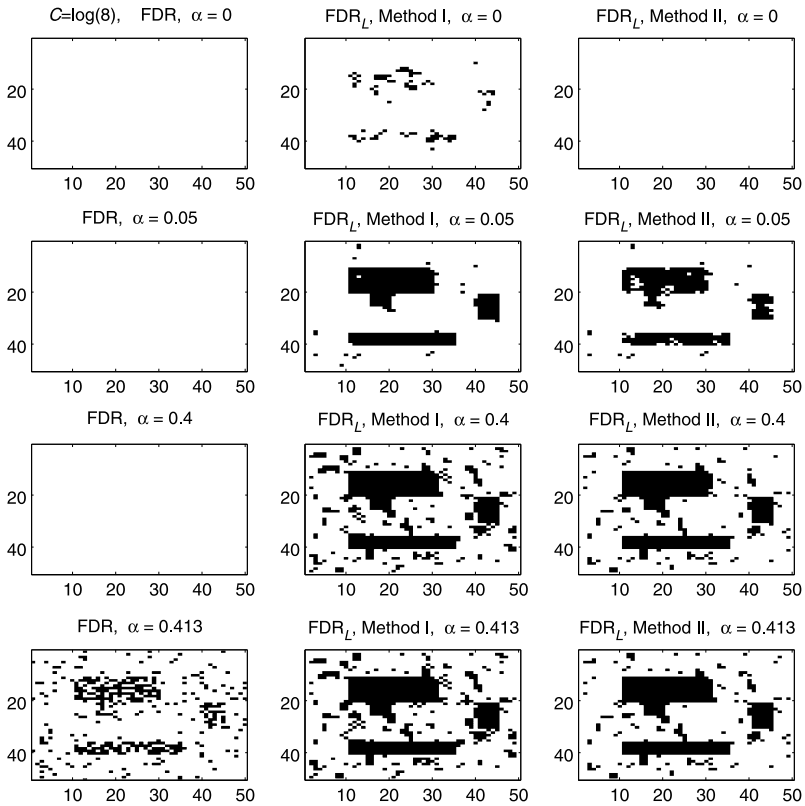 C=log(8), FDR, α = 0
FDR_L, Method I, α = 0
FDR_L, Method II, α = 0
20
40
10 20 30 40 50
20
40
10 20 30 40 50
20
40
10 20 30 40 50
FDR, α = 0.05
FDR_L, Method I, α = 0.05
FDR_L, Method II, α = 0.05
20
40
10 20 30 40 50
20
40
10 20 30 40 50
20
40
10 20 30 40 50
FDR, α = 0.4
FDR_L, Method I, α = 0.4
FDR_L, Method II, α = 0.4
20
40
10 20 30 40 50
20
40
10 20 30 40 50
20
40
10 20 30 40 50
FDR, α = 0.413
FDR_L, Method I, α = 0.413
FDR_L, Method II, α = 0.413
20
40
10 20 30 40 50
20
40
10 20 30 40 50
20
40
10 20 30 40 50